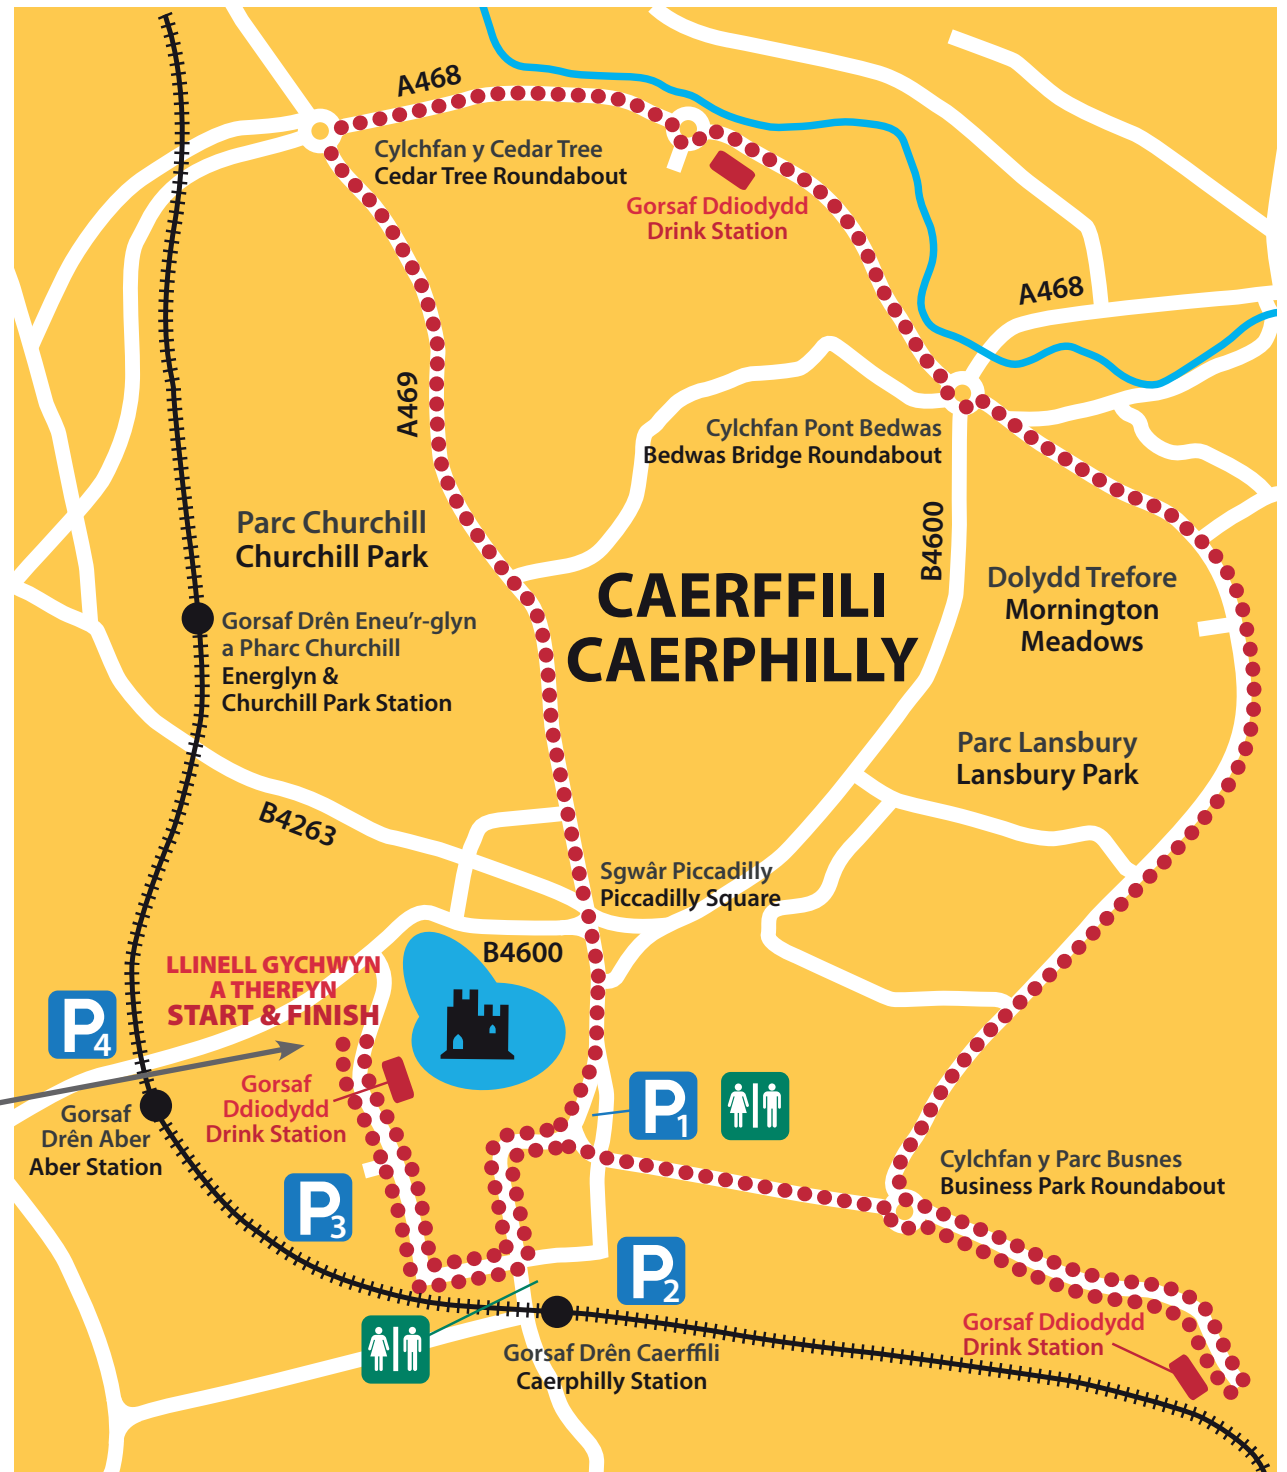 A468
Cylchfan y Cedar Tree
Cedar Tree Roundabout
Gorsaf Ddiodydd
Drink Station
A468
A469
Cylchfan Pont Bedwas
Bedwas Bridge Roundabout
B4600
Parc Churchill
Churchill Park
CAERFFILI
CAERPHILLY
Dolydd Trefore
Mornington
Meadows
Gorsaf Drên Eneu'r-glyn
a Pharc Churchill
Energlyn &
Churchill Park Station
Parc Lansbury
Lansbury Park
B4263
Sgwâr Piccadilly
Piccadilly Square
B4600
LLINELL GYCHWYN
A THERFYN
START & FINISH
P4
Gorsaf
Ddiodydd
Drink Station
P1
Gorsaf
Drên Aber
Aber Station
P3
Cylchfan y Parc Busnes
Business Park Roundabout
P2
Gorsaf Ddiodydd
Drink Station
Gorsaf Drên Caerffili
Caerphilly Station